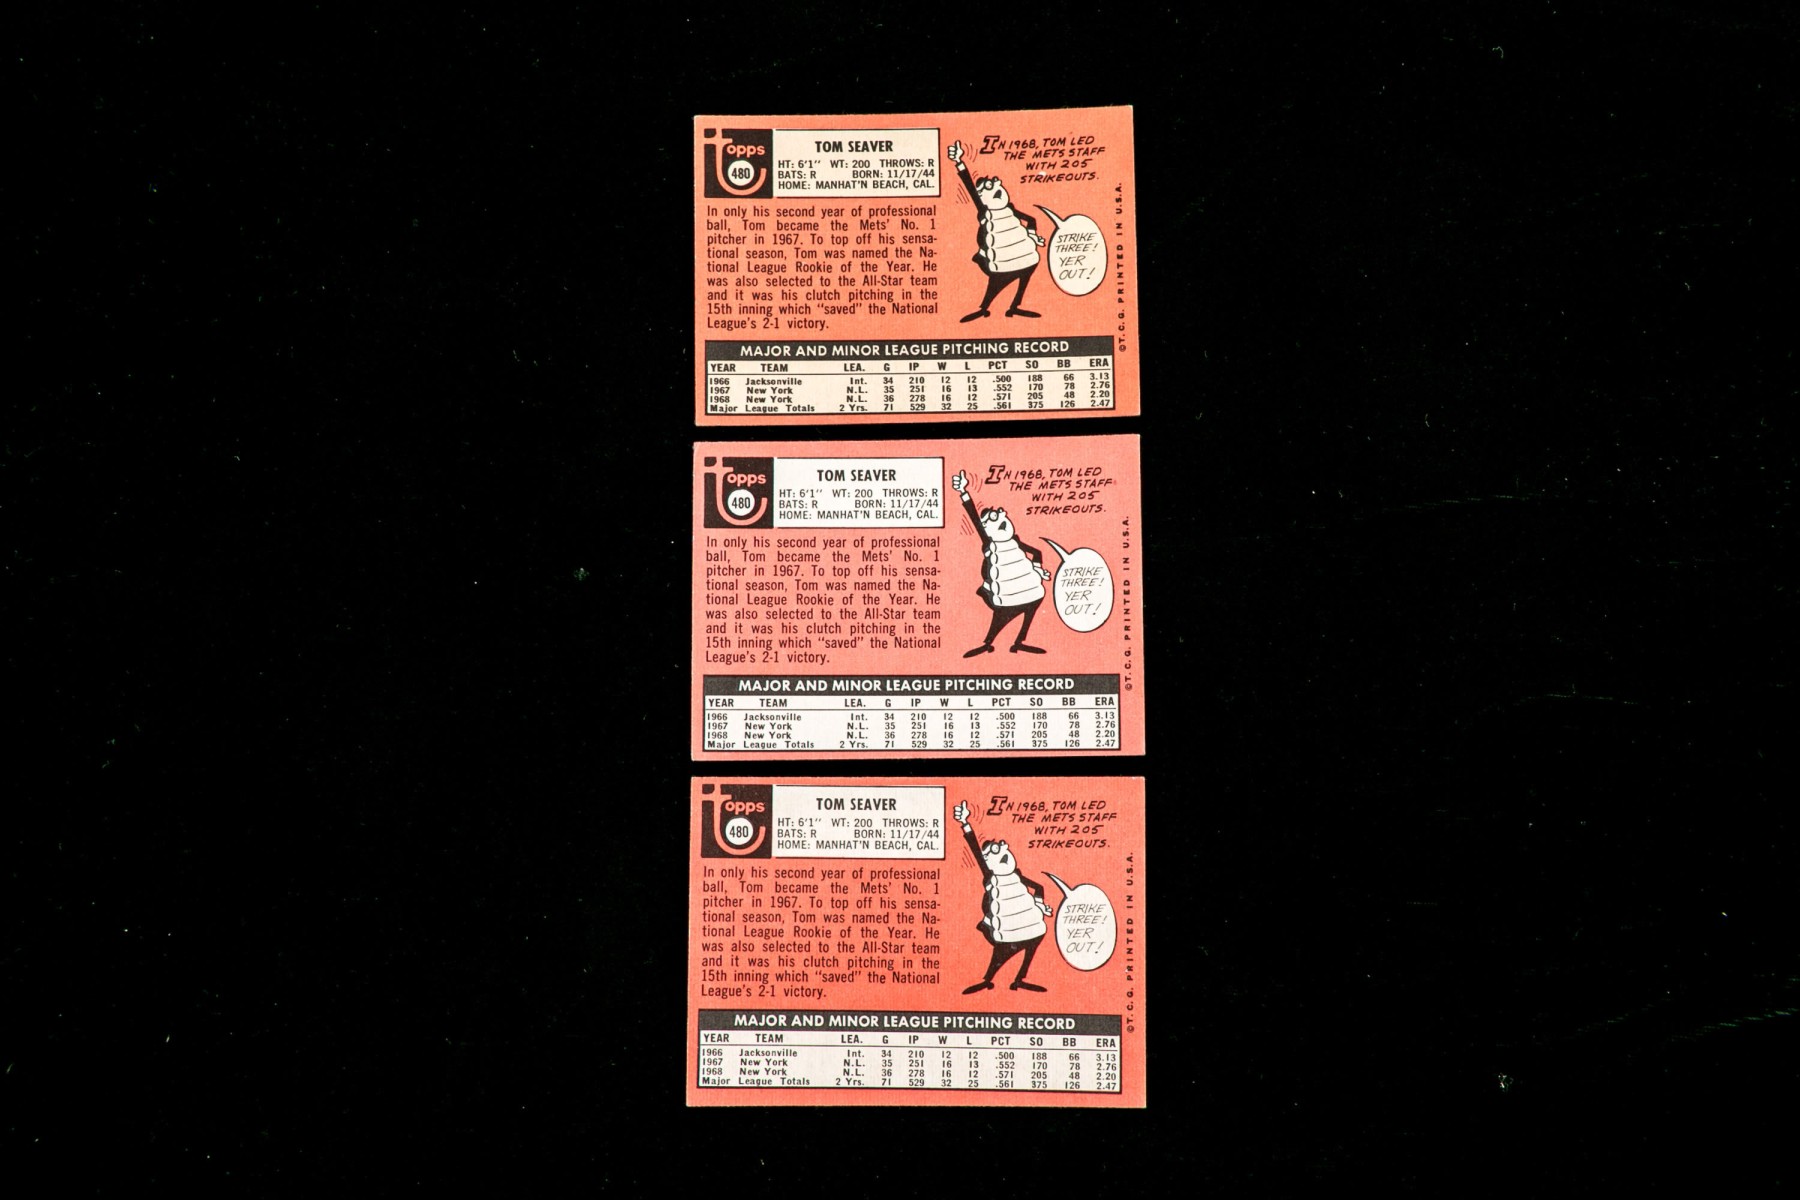 Topps
480
TOM SEAVER
HT: 6'1" WT: 200 THROWS: R
BATS: R BORN: 11/17/44
HOME: MANHAT'N BEACH, CAL.
In only his second year of professional
ball, Tom became the Mets' No. 1
pitcher in 1967. To top off his sensa-
tional season, Tom was named the Na-
tional League Rookie of the Year. He
was also selected to the All-Star team
and it was his clutch pitching in the
15th inning which "saved" the National
League's 2-1 victory.
IN 1968, TOM LED
THE METS STAFF
WITH 205
STRIKEOUTS.
STRIKE
THREE!
YER
OUT!
©T.C.G. PRINTED IN U.S.A.
MAJOR AND MINOR LEAGUE PITCHING RECORD
YEAR TEAM LEA. G IP W L PCT SO BB ERA
1966 Jacksonville Int. 34 210 12 12 .500 188 66 3.13
1967 New York N.L. 35 251 16 13 .552 170 78 2.76
1968 New York N.L. 36 278 16 12 .571 205 48 2.20
Major League Totals 2 Yrs. 71 529 32 25 .561 375 126 2.47
Topps
480
TOM SEAVER
HT: 6'1" WT: 200 THROWS: R
BATS: R BORN: 11/17/44
HOME: MANHAT'N BEACH, CAL.
In only his second year of professional
ball, Tom became the Mets' No. 1
pitcher in 1967. To top off his sensa-
tional season, Tom was named the Na-
tional League Rookie of the Year. He
was also selected to the All-Star team
and it was his clutch pitching in the
15th inning which "saved" the National
League's 2-1 victory.
IN 1968, TOM LED
THE METS STAFF
WITH 205
STRIKEOUTS.
STRIKE
THREE!
YER
OUT!
©T.C.G. PRINTED IN U.S.A.
MAJOR AND MINOR LEAGUE PITCHING RECORD
YEAR TEAM LEA. G IP W L PCT SO BB ERA
1966 Jacksonville Int. 34 210 12 12 .500 188 66 3.13
1967 New York N.L. 35 251 16 13 .552 170 78 2.76
1968 New York N.L. 36 278 16 12 .571 205 48 2.20
Major League Totals 2 Yrs. 71 529 32 25 .561 375 126 2.47
Topps
480
TOM SEAVER
HT: 6'1" WT: 200 THROWS: R
BATS: R BORN: 11/17/44
HOME: MANHAT'N BEACH, CAL.
In only his second year of professional
ball, Tom became the Mets' No. 1
pitcher in 1967. To top off his sensa-
tional season, Tom was named the Na-
tional League Rookie of the Year. He
was also selected to the All-Star team
and it was his clutch pitching in the
15th inning which "saved" the National
League's 2-1 victory.
IN 1968, TOM LED
THE METS STAFF
WITH 205
STRIKEOUTS.
STRIKE
THREE!
YER
OUT!
©T.C.G. PRINTED IN U.S.A.
MAJOR AND MINOR LEAGUE PITCHING RECORD
YEAR TEAM LEA. G IP W L PCT SO BB ERA
1966 Jacksonville Int. 34 210 12 12 .500 188 66 3.13
1967 New York N.L. 35 251 16 13 .552 170 78 2.76
1968 New York N.L. 36 278 16 12 .571 205 48 2.20
Major League Totals 2 Yrs. 71 529 32 25 .561 375 126 2.47